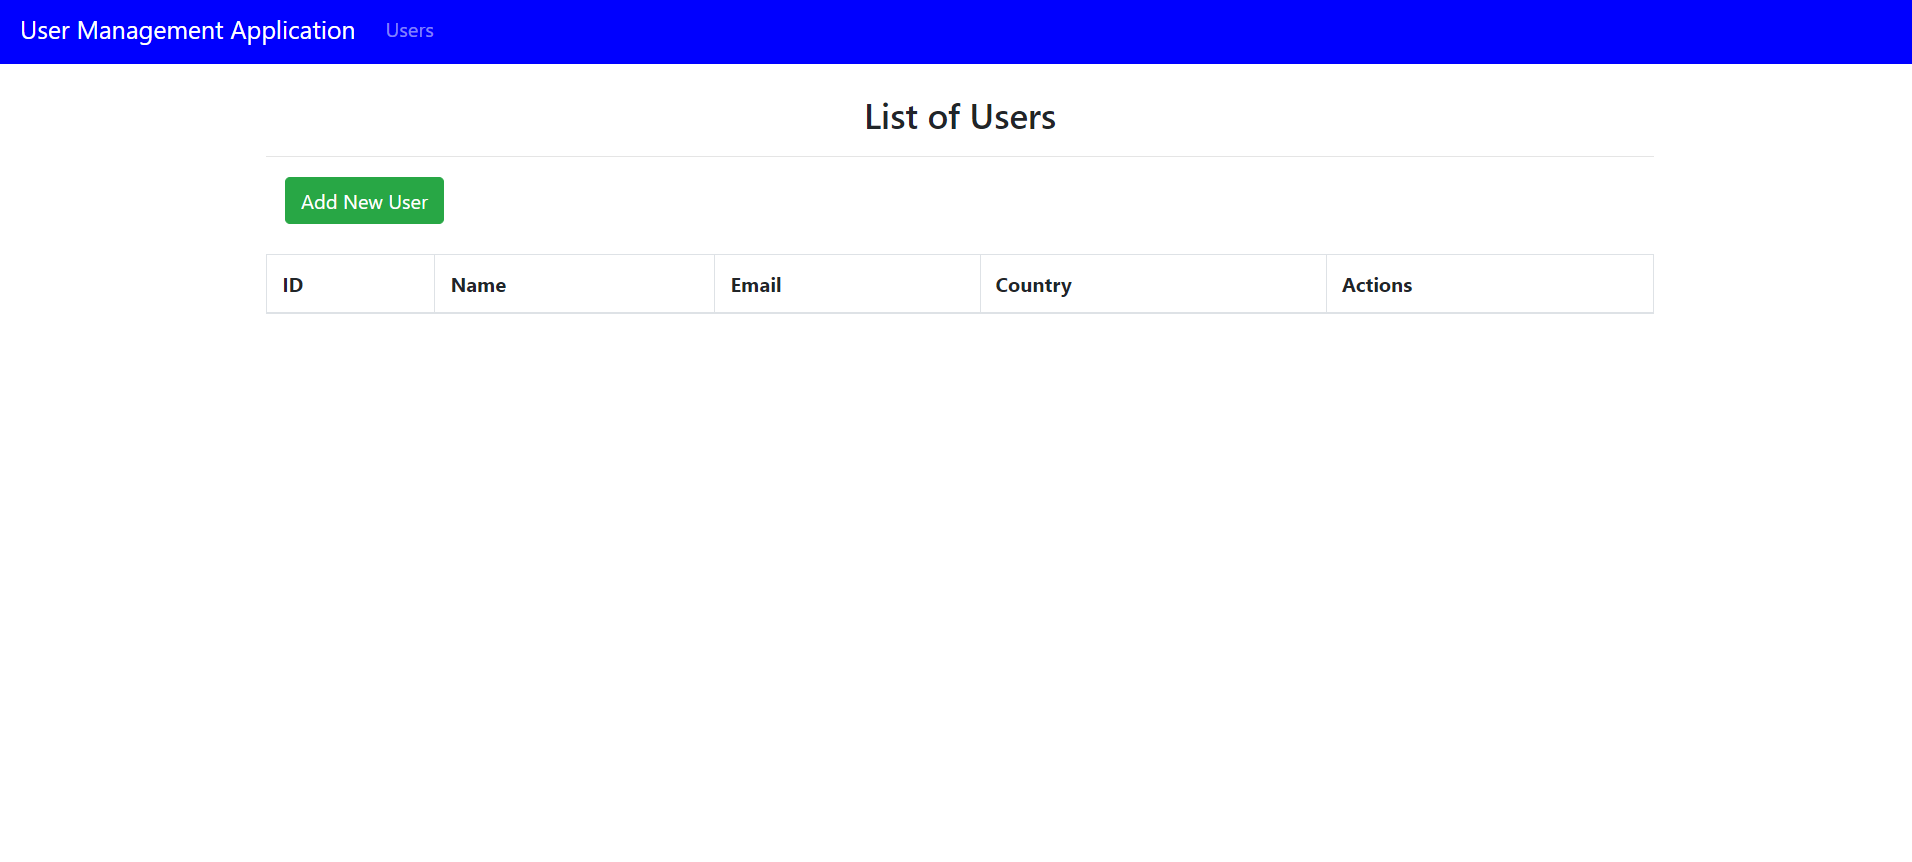 User Management Application Users
List of Users
Add New User
ID Name Email Country Actions